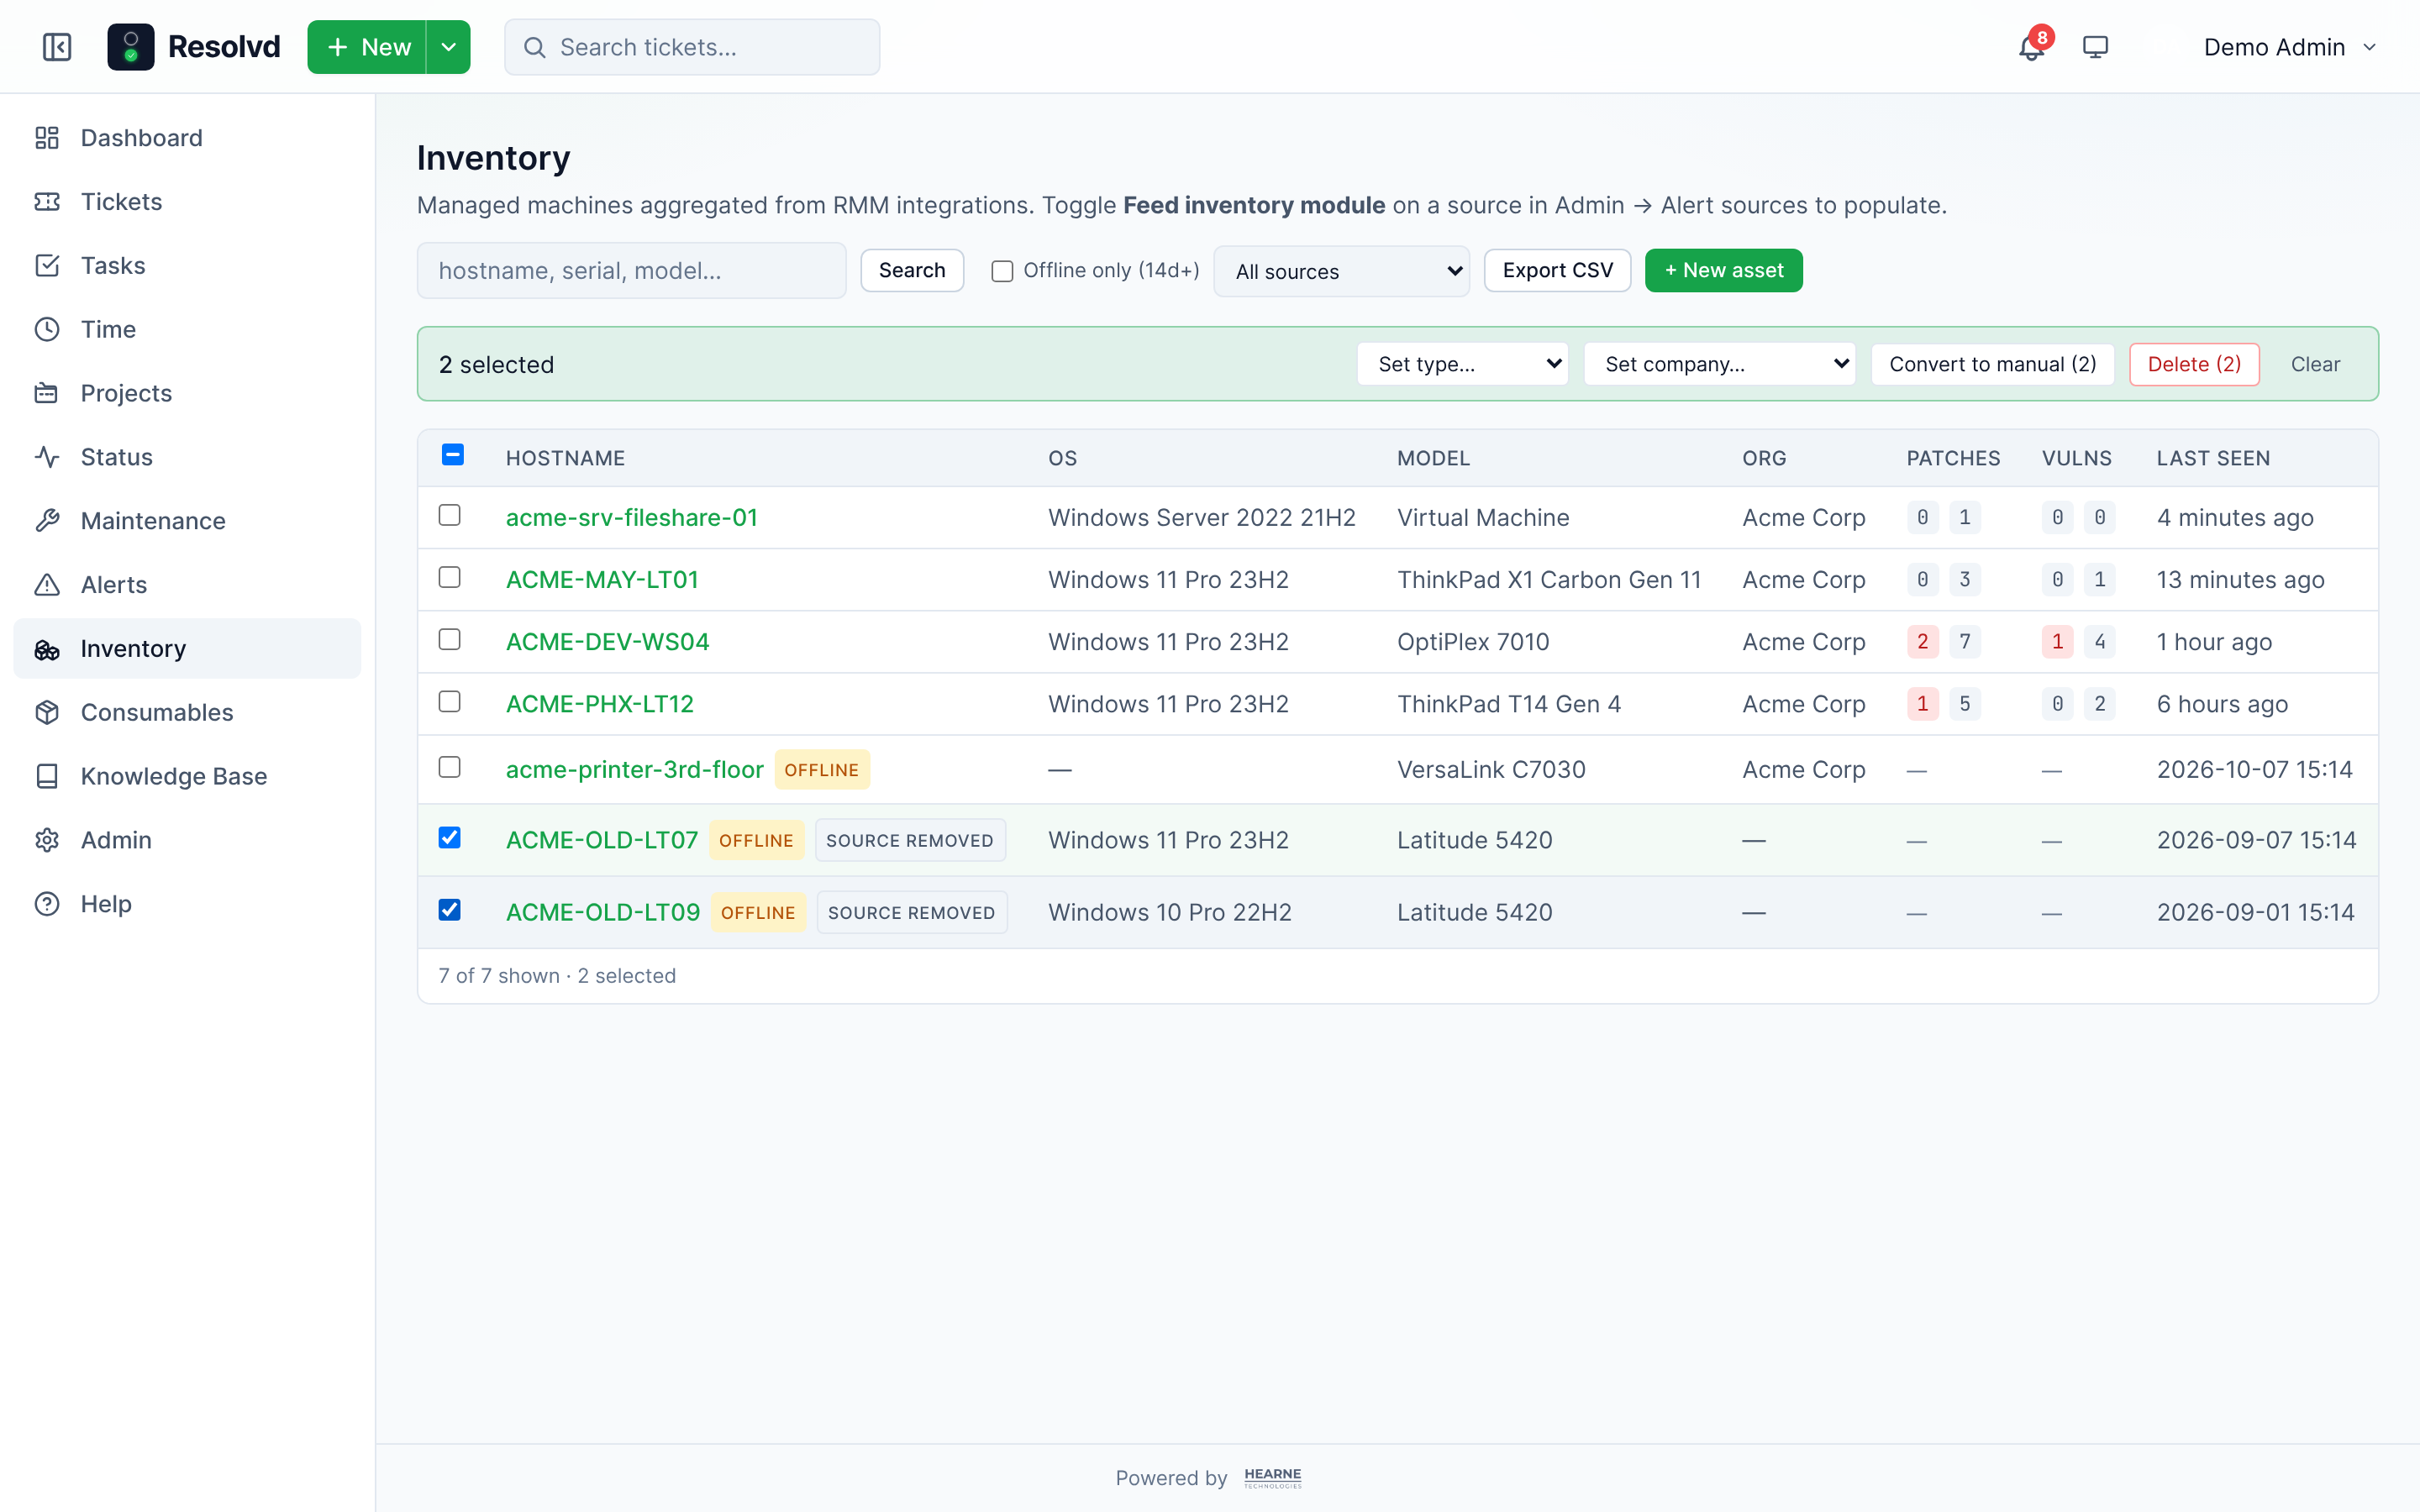 Resolvd
+ New
Search tickets...
8
Demo Admin
Dashboard
Tickets
Tasks
Time
Projects
Status
Maintenance
Alerts
Inventory
Consumables
Knowledge Base
Admin
Help
Inventory
Managed machines aggregated from RMM integrations. Toggle Feed inventory module on a source in Admin → Alert sources to populate.
hostname, serial, model... Search Offline only (14d+) All sources Export CSV + New asset
2 selected Set type... Set company... Convert to manual (2) Delete (2) Clear
HOSTNAME OS MODEL ORG PATCHES VULNS LAST SEEN
acme-srv-fileshare-01 Windows Server 2022 21H2 Virtual Machine Acme Corp 0 1 0 0 4 minutes ago
ACME-MAY-LT01 Windows 11 Pro 23H2 ThinkPad X1 Carbon Gen 11 Acme Corp 0 3 0 1 13 minutes ago
ACME-DEV-WS04 Windows 11 Pro 23H2 OptiPlex 7010 Acme Corp 2 7 1 4 1 hour ago
ACME-PHX-LT12 Windows 11 Pro 23H2 ThinkPad T14 Gen 4 Acme Corp 1 5 0 2 6 hours ago
acme-printer-3rd-floor OFFLINE — VersaLink C7030 Acme Corp — — 2026-10-07 15:14
ACME-OLD-LT07 OFFLINE SOURCE REMOVED Windows 11 Pro 23H2 Latitude 5420 — — — 2026-09-07 15:14
ACME-OLD-LT09 OFFLINE SOURCE REMOVED Windows 10 Pro 22H2 Latitude 5420 — — — 2026-09-01 15:14
7 of 7 shown · 2 selected
Powered by HEARNE TECHNOLOGIES